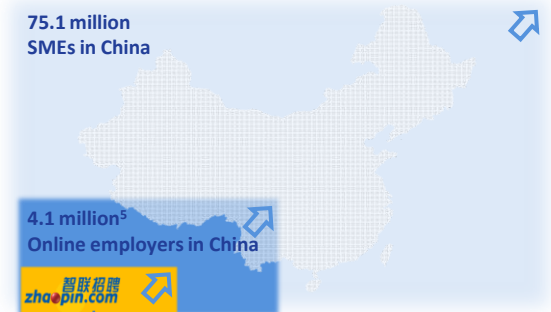 75.1 million
SMEs in China
4.1 million⁵
Online employers in China
智联招聘
zhaopin.com